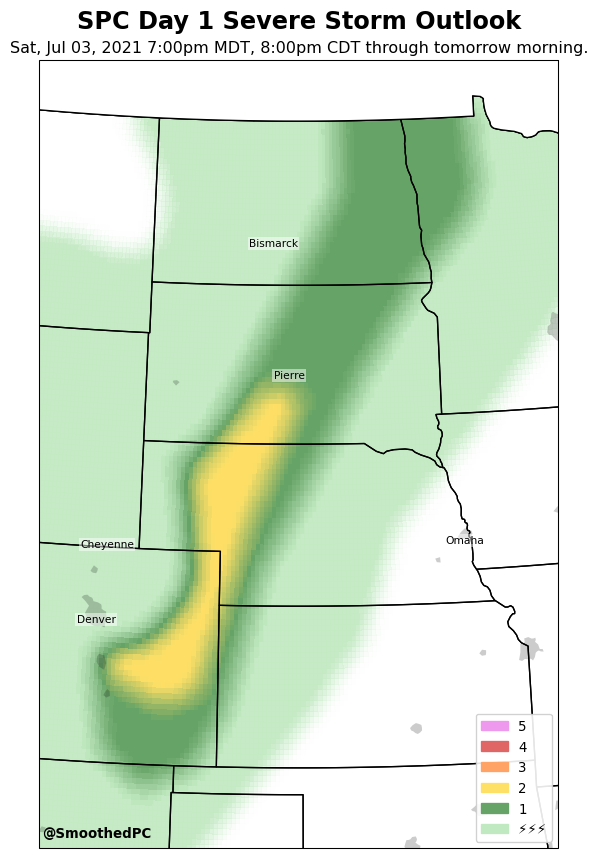 SPC Day 1 Severe Storm Outlook
Sat, Jul 03, 2021 7:00pm MDT, 8:00pm CDT through tomorrow morning.
Bismarck
Pierre
Omaha
Cheyenne
Denver
5
4
3
2
1
⚡⚡⚡
@SmoothedPC